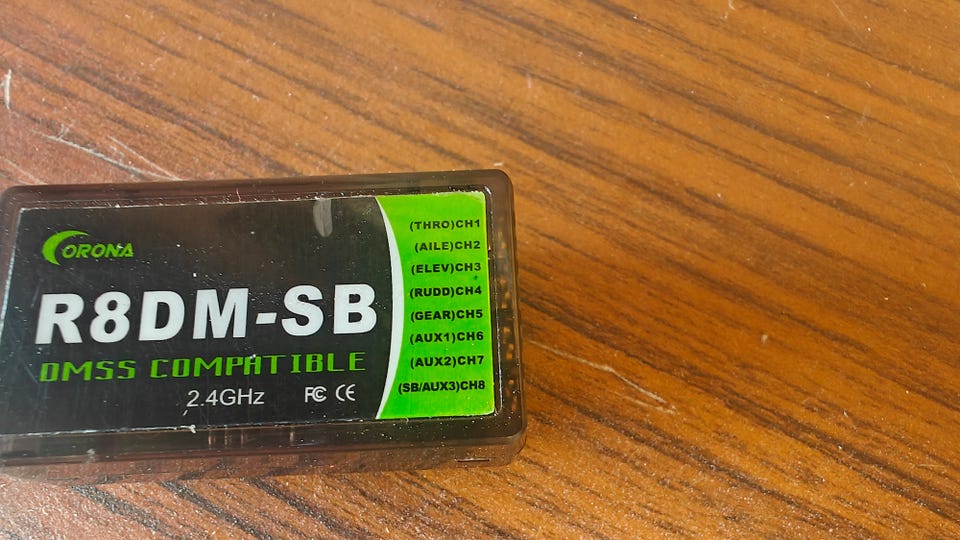 CORONA
R8DM-SB
DMSS COMPATIBLE
2.4GHz FC CE
(THRO)CH1
(AILE)CH2
(ELEV)CH3
(RUDD)CH4
(GEAR)CH5
(AUX1)CH6
(AUX2)CH7
(SB/AUX3)CH8